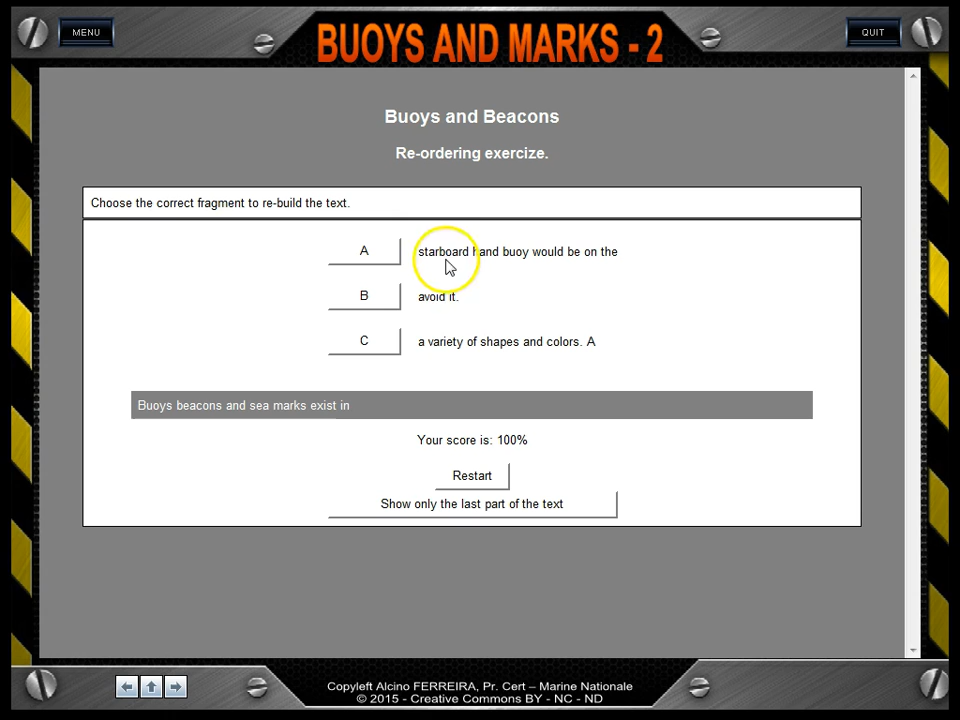 MENU
BUOYS AND MARKS - 2
QUIT
Buoys and Beacons
Re-ordering exercize.
Choose the correct fragment to re-build the text.
A starboard hand buoy would be on the
B avoid it.
C a variety of shapes and colors. A
Buoys beacons and sea marks exist in
Your score is: 100%
Restart
Show only the last part of the text
Copyleft Alcino FERREIRA, Pr. Cert – Marine Nationale
© 2015 - Creative Commons BY - NC - ND